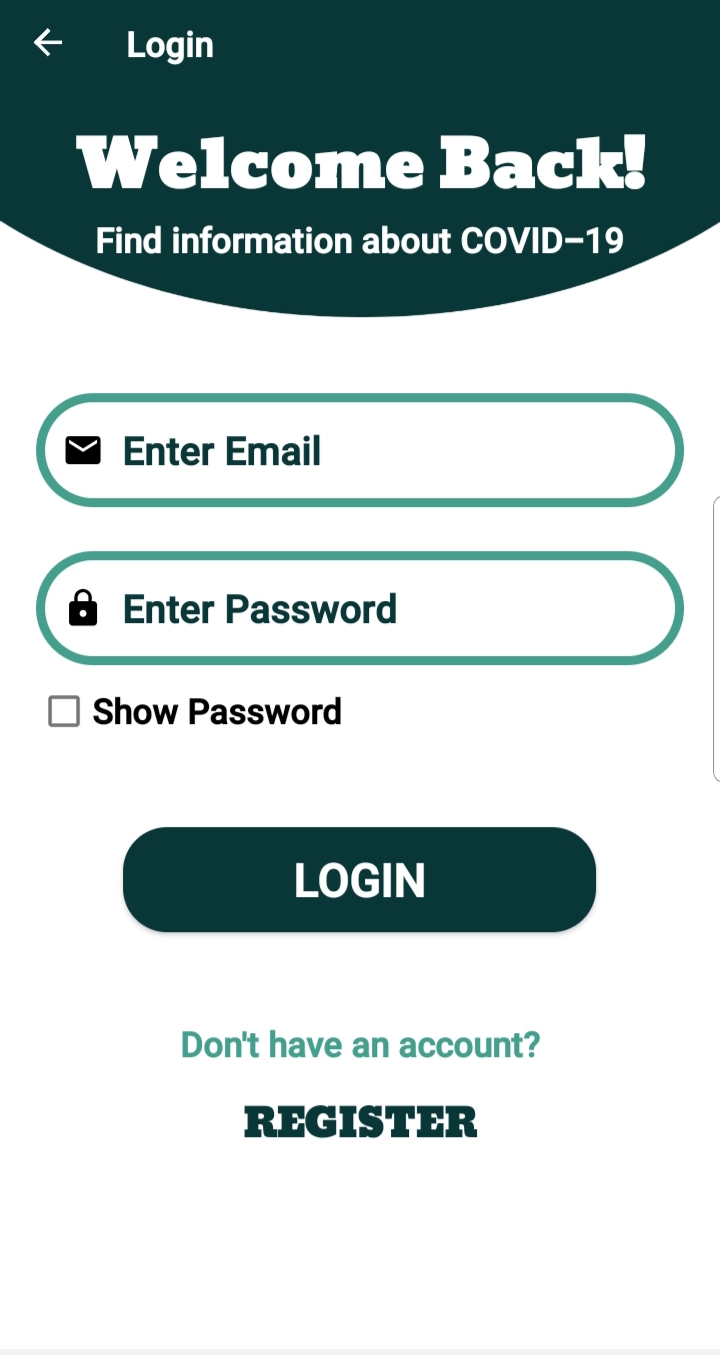 Login
Welcome Back!
Find information about COVID–19
Enter Email
Enter Password
Show Password
LOGIN
Don't have an account?
REGISTER